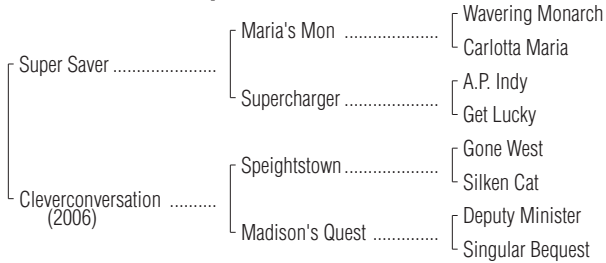 Wavering Monarch
Maria's Mon ....................
Carlotta Maria
Super Saver ......................
A.P. Indy
Supercharger ....................
Get Lucky
Gone West
Speightstown....................
Silken Cat
Cleverconversation ..........
(2006)
Deputy Minister
Madison's Quest ..............
Singular Bequest